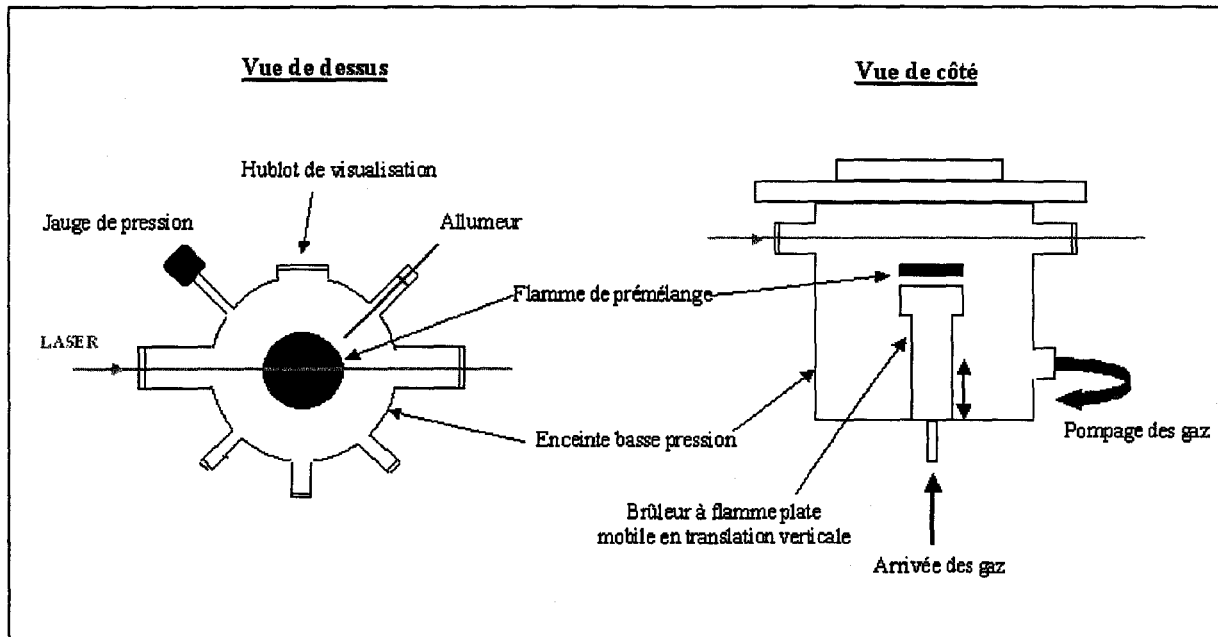 Vue de dessus
Vue de côté
Hublot de visualisation
Jauge de pression
Allumeur
Flamme de prémélange
LASER
Enceinte basse pression
Pompage des gaz
Brûleur à flamme plate
mobile en translation verticale
Arrivée des gaz